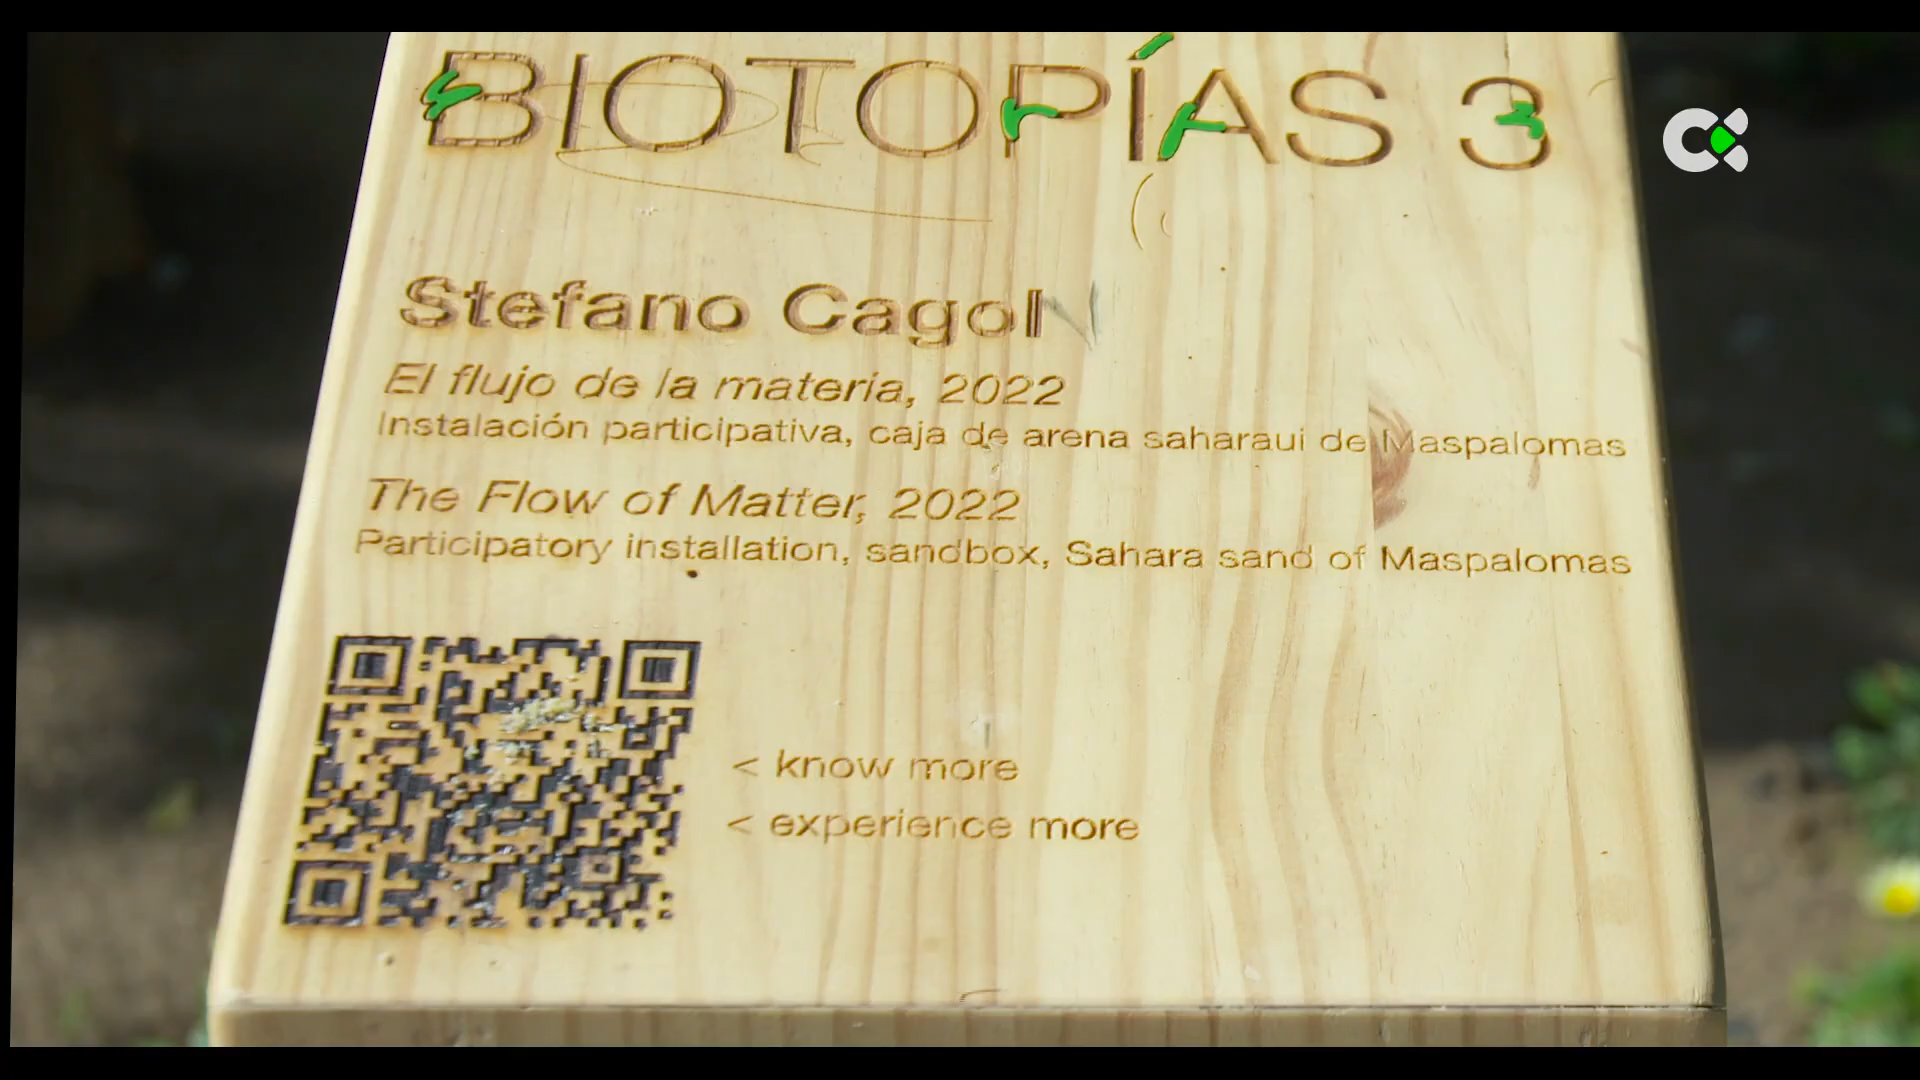 BIOTOPÍAS 3
Stefano Cagol
El flujo de la materia, 2022
Instalación participativa, caja de arena saharaui de Maspalomas
The Flow of Matter, 2022
Participatory installation, sandbox, Sahara sand of Maspalomas
< know more
< experience more